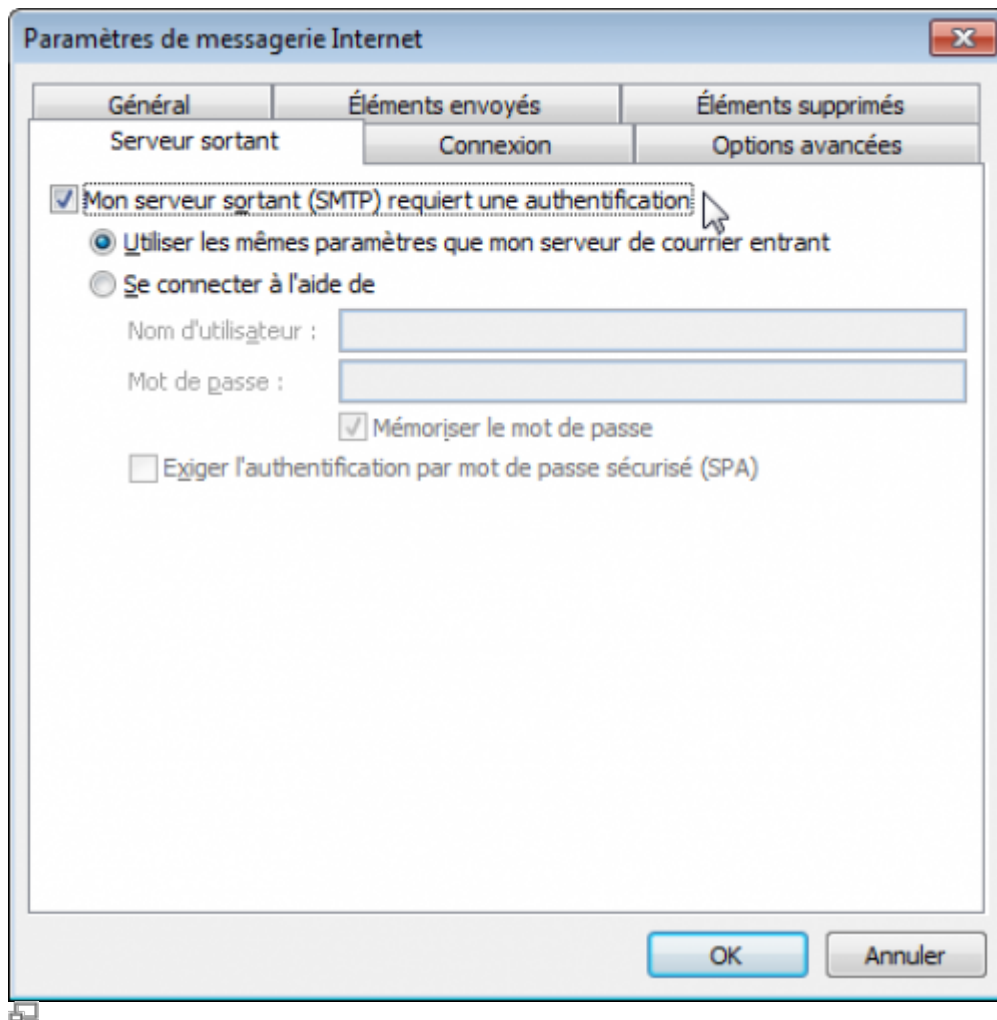 Paramètres de messagerie Internet
Général Éléments envoyés Éléments supprimés
Serveur sortant Connexion Options avancées
Mon serveur sortant (SMTP) requiert une authentification
Utiliser les mêmes paramètres que mon serveur de courrier entrant
Se connecter à l'aide de
Nom d'utilisateur :
Mot de passe :
Mémoriser le mot de passe
Exiger l'authentification par mot de passe sécurisé (SPA)
OK Annuler